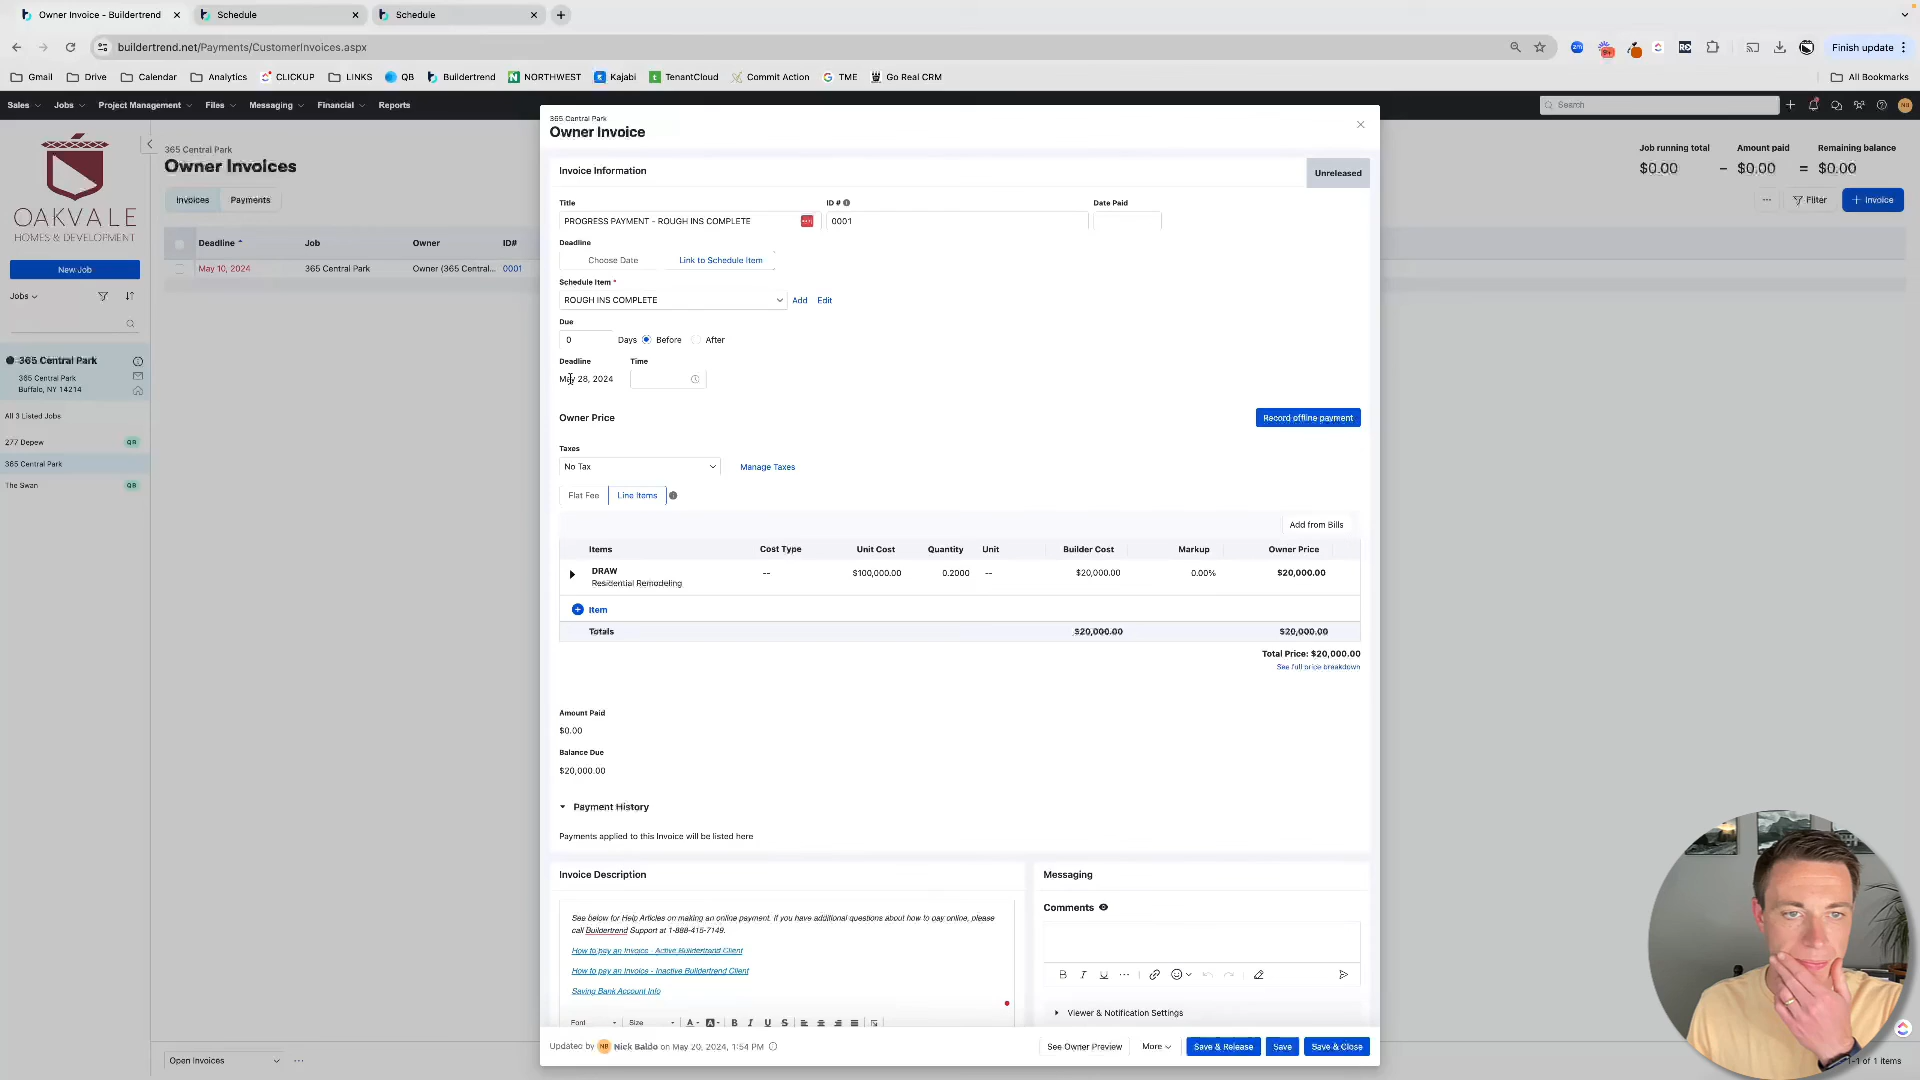 Owner Invoice - Buildertrend
Schedule
Schedule
buildertrend.net/Payments/CustomerInvoices.aspx
Finish update
Gmail
Drive
Calendar
Analytics
CLICKUP
LINKS
QB
Buildertrend
NORTHWEST
Kajabi
TenantCloud
Commit Action
TME
Go Real CRM
All Bookmarks
Sales
Jobs
Project Management
Files
Messaging
Financial
Reports
Search
OAKVALE
HOMES & DEVELOPMENT
New Job
Jobs
365 Central Park
365 Central Park
Buffalo, NY 14214
All 3 Listed Jobs
277 Depew
365 Central Park
The Swan
365 Central Park
Owner Invoices
Invoices
Payments
Deadline
Job
Owner
ID#
May 10, 2024
365 Central Park
Owner (365 Central...
0001
Job running total
Amount paid
Remaining balance
$0.00 – $0.00 = $0.00
Filter
+ Invoice
365 Central Park
Owner Invoice
Invoice Information
Unreleased
Title
ID #
Date Paid
PROGRESS PAYMENT - ROUGH INS COMPLETE
0001
Deadline
Choose Date
Link to Schedule Item
Schedule Item *
ROUGH INS COMPLETE
Add
Edit
Due
0
Days
Before
After
Deadline
Time
May 28, 2024
Owner Price
Record offline payment
Taxes
No Tax
Manage Taxes
Flat Fee
Line Items
Add from Bills
Items
Cost Type
Unit Cost
Quantity
Unit
Builder Cost
Markup
Owner Price
DRAW
Residential Remodeling
--
$100,000.00
0.2000
--
$20,000.00
0.00%
$20,000.00
Item
Totals
$20,000.00
$20,000.00
Total Price: $20,000.00
See full price breakdown
Amount Paid
$0.00
Balance Due
$20,000.00
Payment History
Payments applied to this Invoice will be listed here
Invoice Description
See below for Help Articles on making an online payment. If you have additional questions about how to pay online, please
call Buildertrend Support at 1-888-415-7149.
How to pay an Invoice - Active Buildertrend Client
How to pay an Invoice - Inactive Buildertrend Client
Saving Bank Account Info
Font
Size
Messaging
Comments
Viewer & Notification Settings
Updated by NB Nick Baldo on May 20, 2024, 1:54 PM
See Owner Preview
More
Save & Release
Save
Save & Close
Open Invoices
1-1 of 1 items